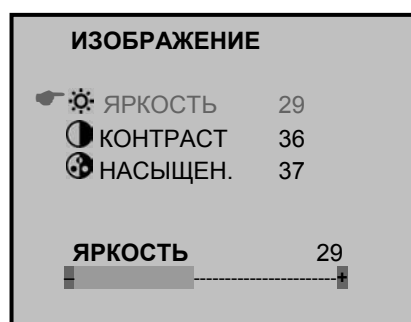 ИЗОБРАЖЕНИЕ
ЯРКОСТЬ 29
КОНТРАСТ 36
НАСЫЩЕН. 37
ЯРКОСТЬ 29
– +